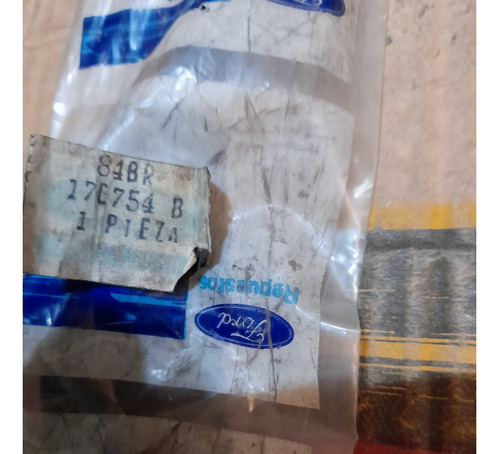 84BR
17C754 B
1 PIEZA
Repuestos
Ford